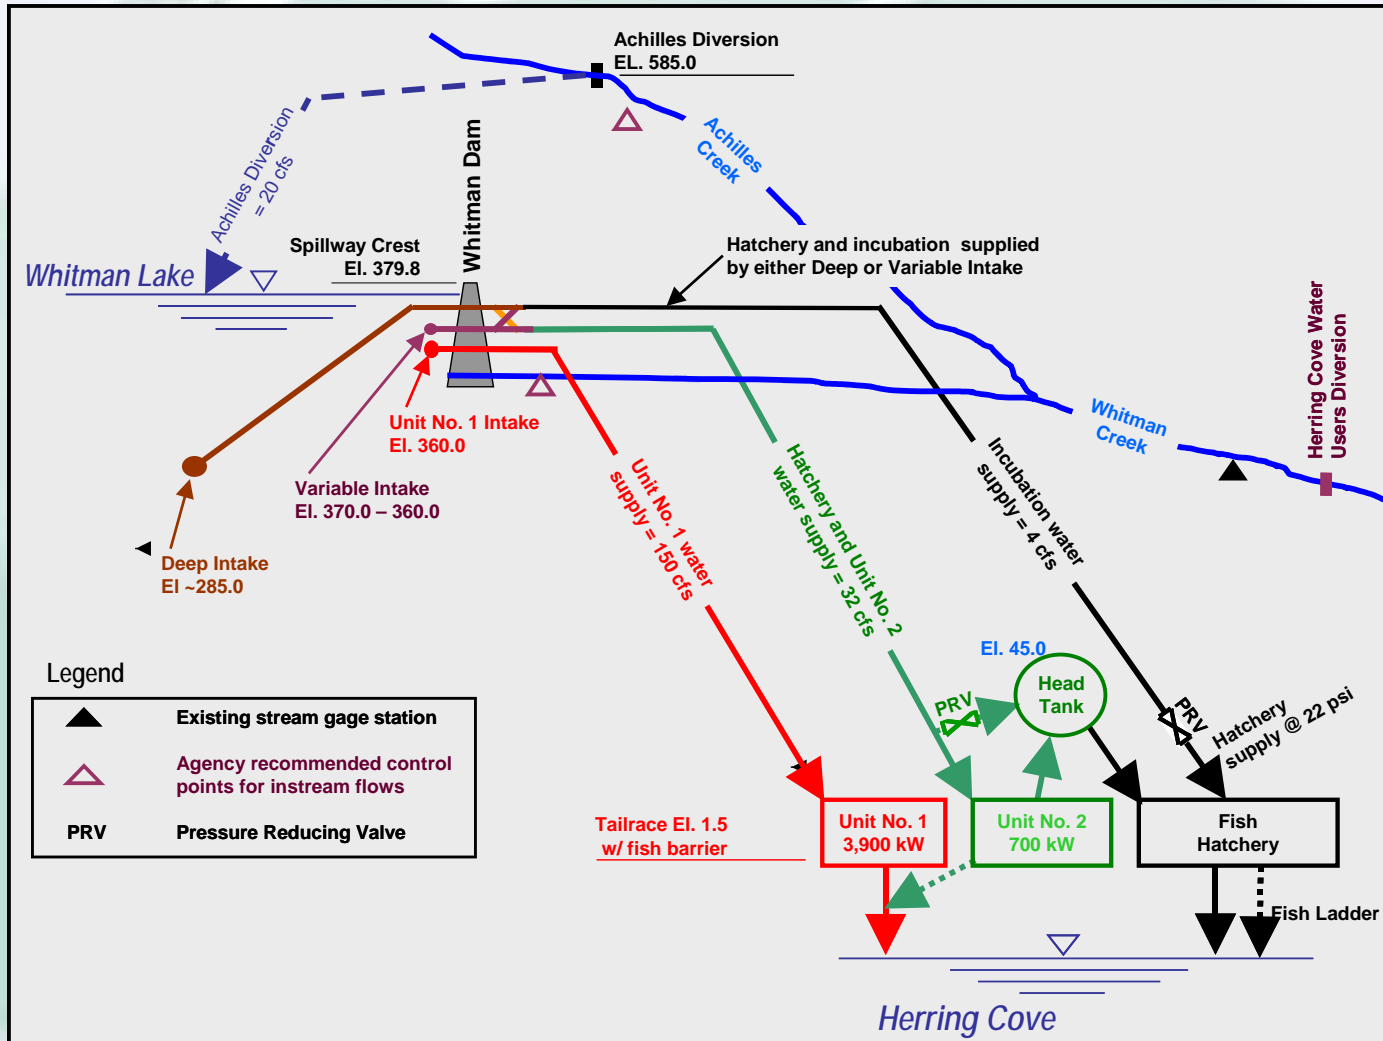 Achilles Diversion
EL. 585.0
Achilles
Creek
Achilles Diversion
= 20 cfs
Whitman Dam
Spillway Crest
El. 379.8
Whitman Lake
Hatchery and incubation supplied
by either Deep or Variable Intake
Herring Cove Water
Users Diversion
Unit No. 1 Intake
El. 360.0
Whitman
Creek
Variable Intake
El. 370.0 – 360.0
Deep Intake
El ~285.0
Unit No. 1 water
supply = 150 cfs
Hatchery and Unit No. 2
water supply = 32 cfs
Incubation water
supply = 4 cfs
El. 45.0
Head
Tank
PRV
PRV
Hatchery
supply @ 22 psi
Legend
Existing stream gage station
Agency recommended control
points for instream flows
PRV Pressure Reducing Valve
Tailrace El. 1.5
w/ fish barrier
Unit No. 1
3,900 kW
Unit No. 2
700 kW
Fish
Hatchery
Fish Ladder
Herring Cove